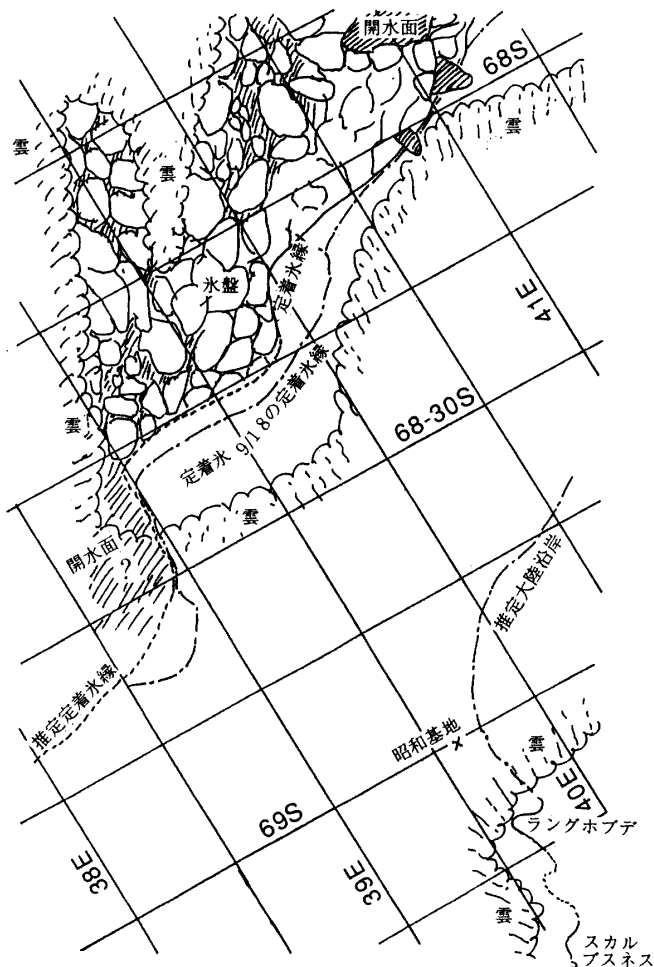 開水面
68S
雲
雲
雲
氷盤
定着氷縁
41E
9/18の定着氷縁
68-30S
雲
定着氷
雲
開水面
?
推定大陸沿岸
推定定着氷縁
昭和基地
雲
69S
40E
ラングホブデ
38E
39E
雲
スカル
ブスネス